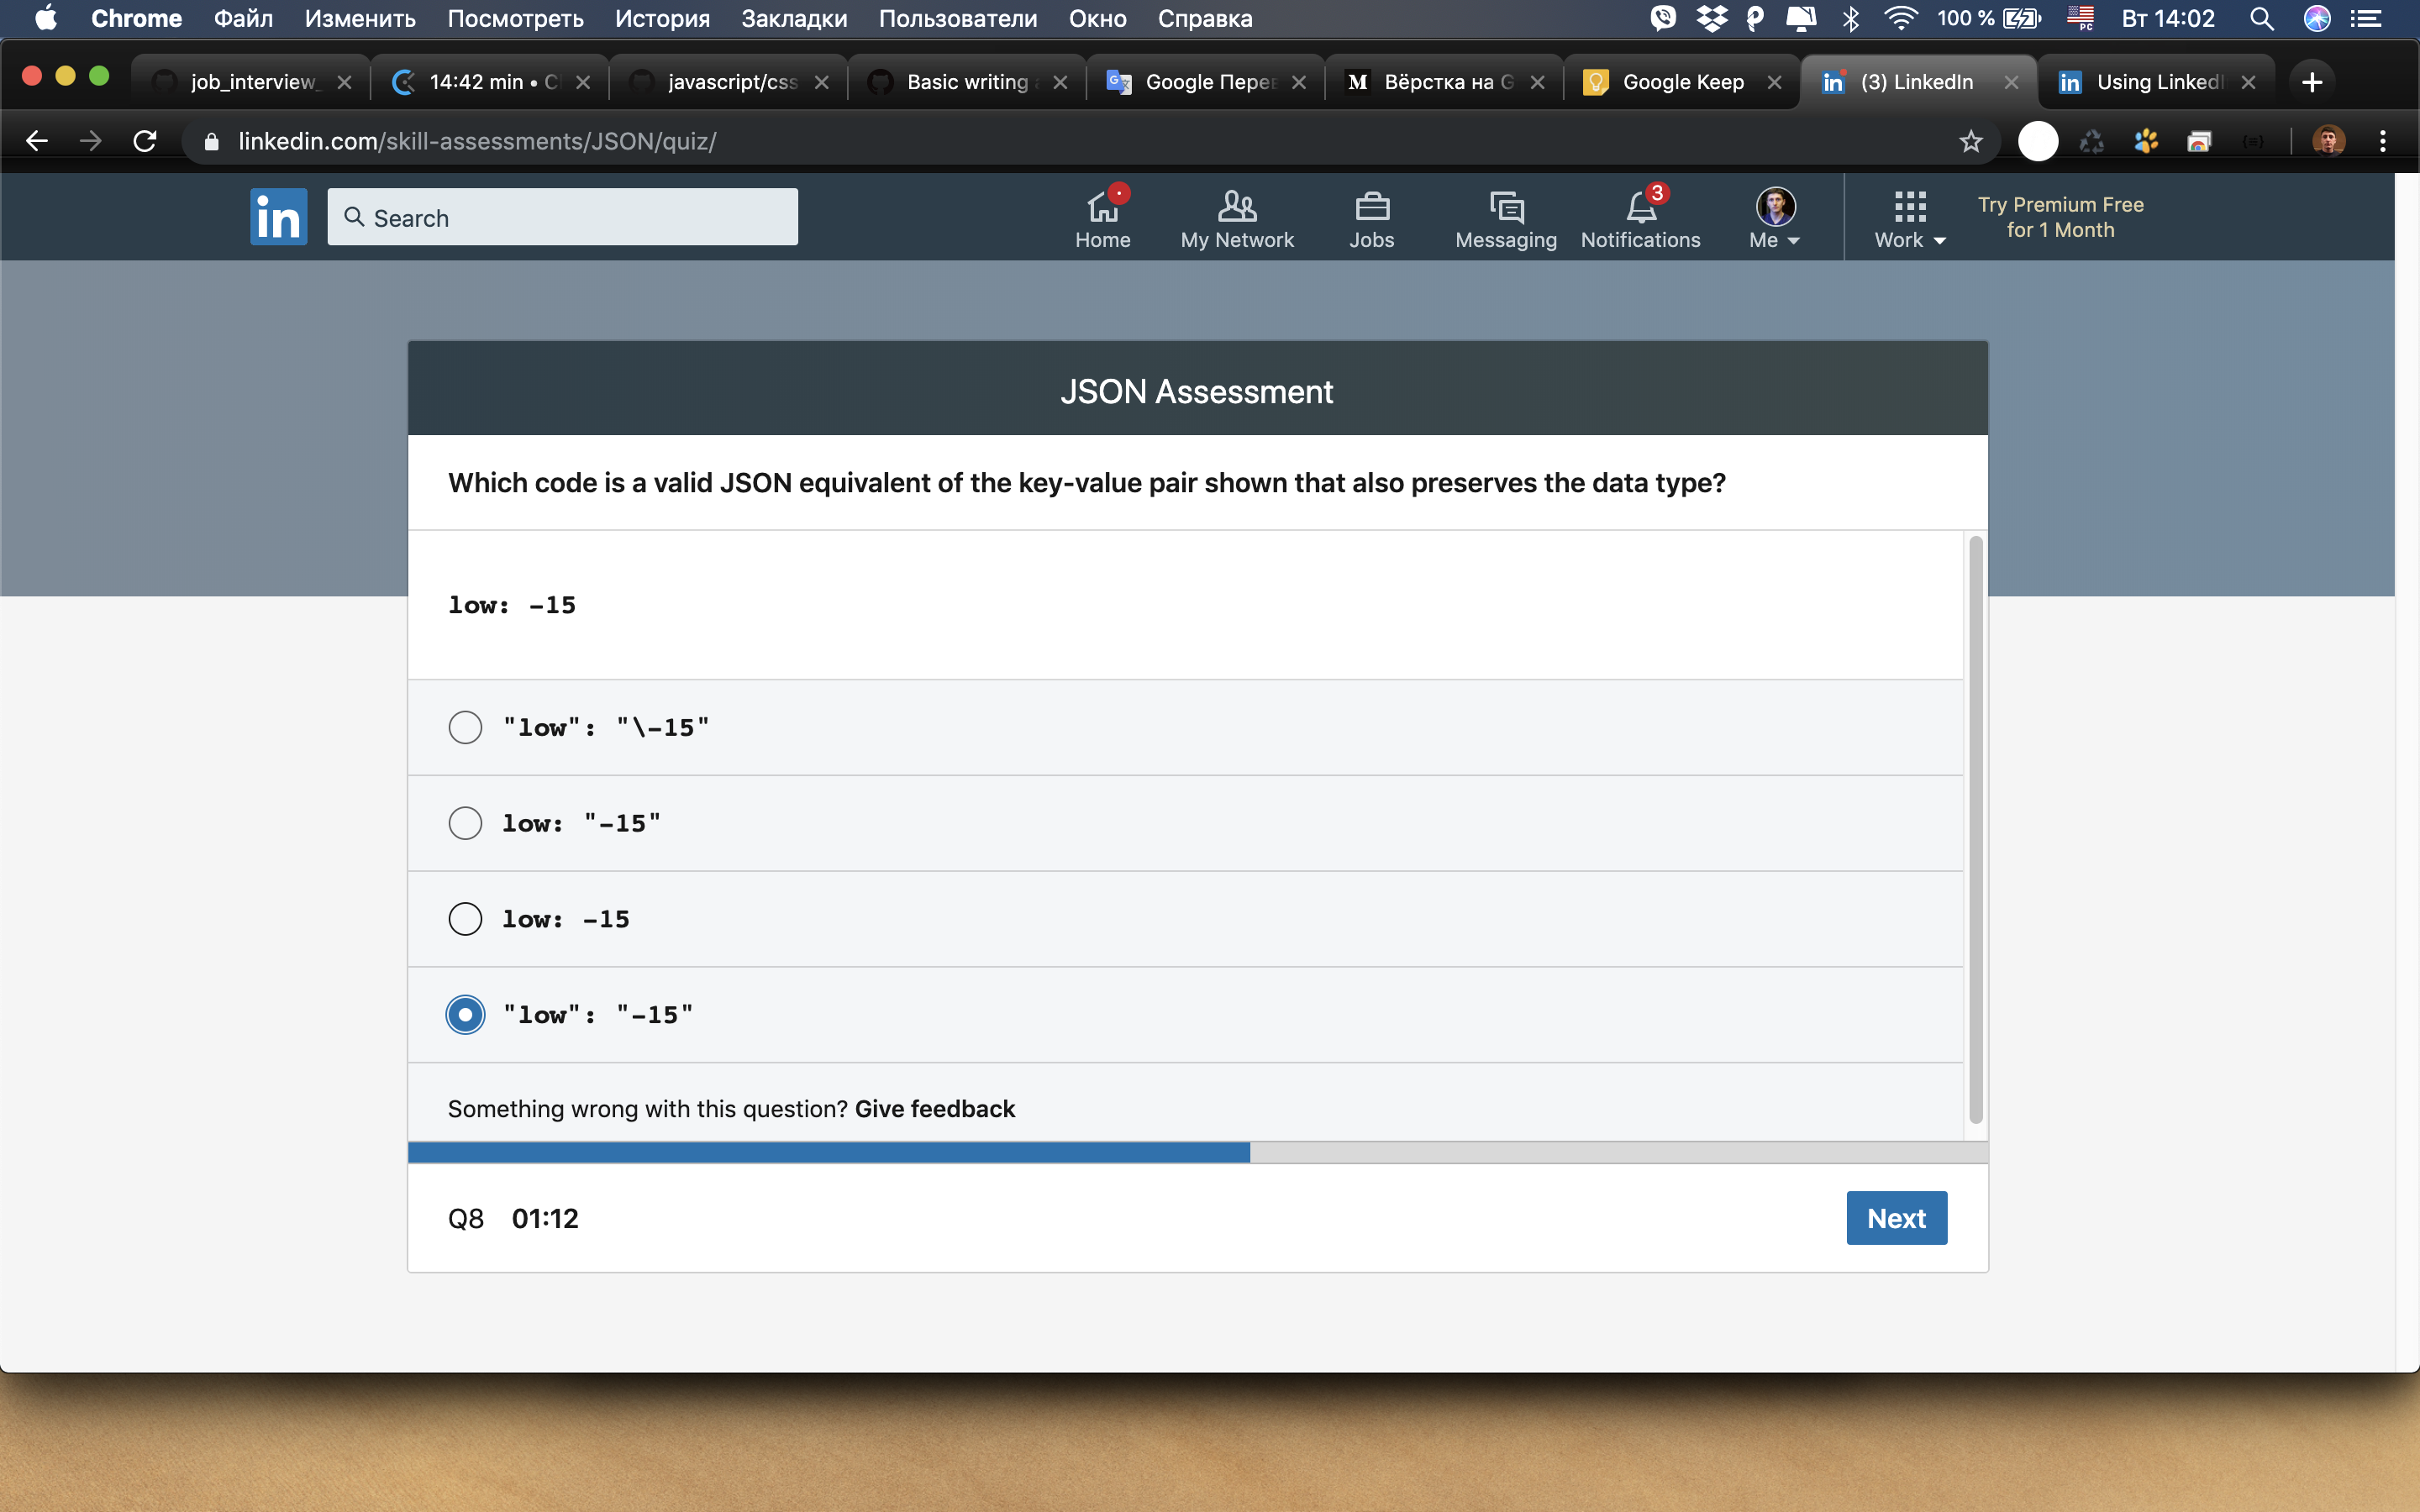 Chrome Файл Изменить Посмотреть История Закладки Пользователи Окно Справка 100 % Вт 14:02
job_interview_ 14:42 min • C javascript/css Basic writing a Google Перев Вёрстка на G Google Keep (3) LinkedIn Using LinkedI
linkedin.com/skill-assessments/JSON/quiz/
in Search
Home My Network Jobs Messaging 3 Notifications Me Work Try Premium Free
for 1 Month
JSON Assessment
Which code is a valid JSON equivalent of the key-value pair shown that also preserves the data type?
low: -15
"low": "\-15"
low: "-15"
low: -15
"low": "-15"
Something wrong with this question? Give feedback
Q8 01:12 Next